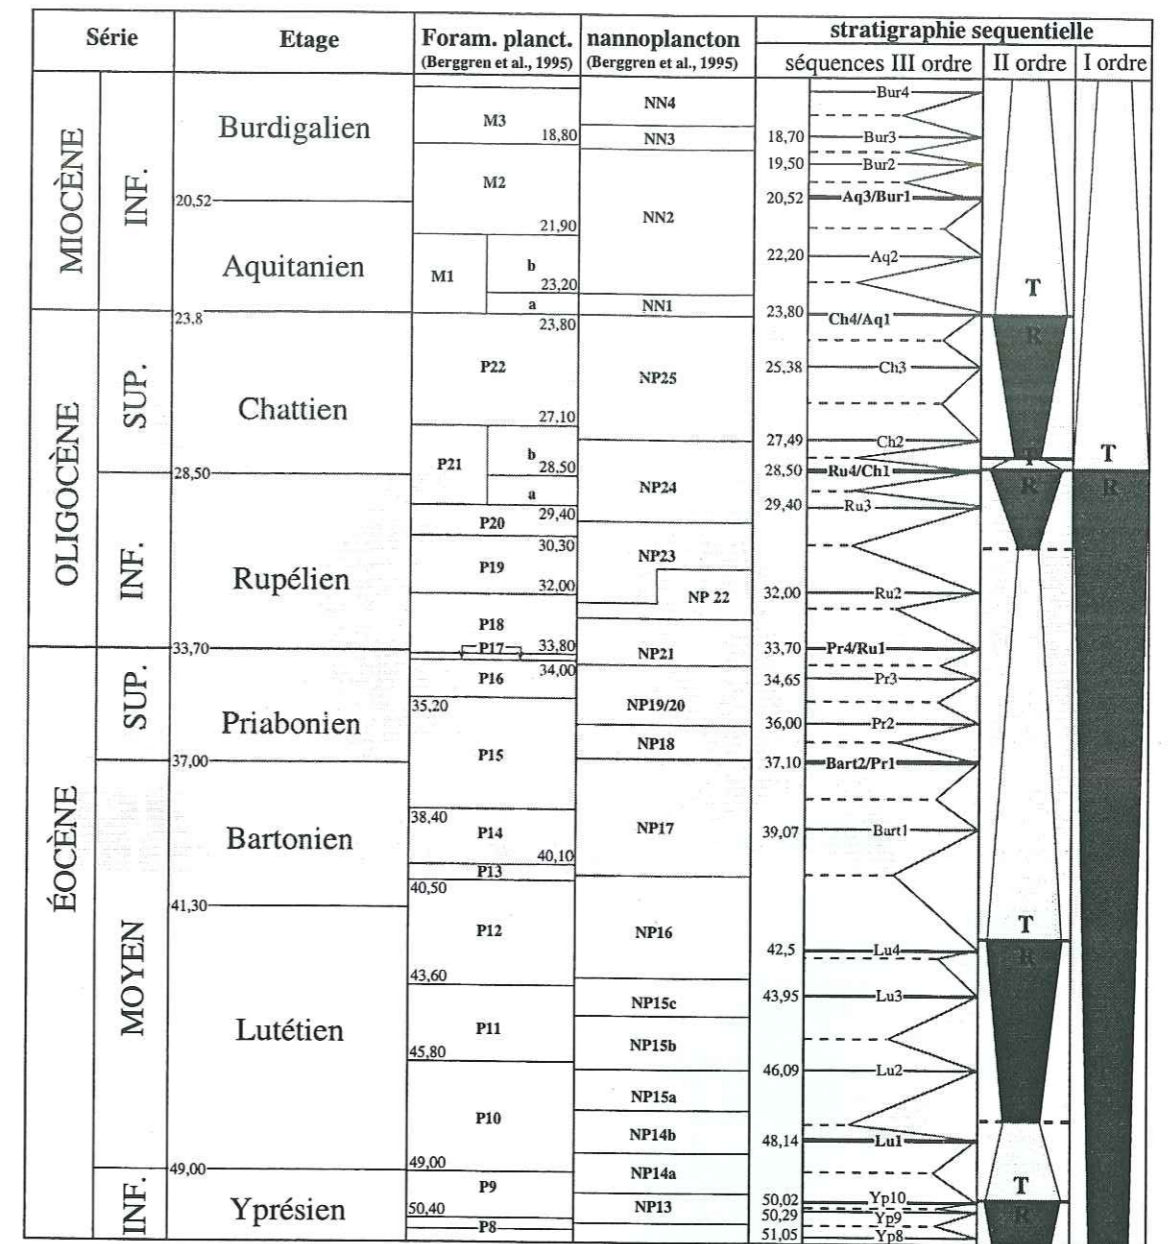 Série
Etage
Foram. planct.
(Berggren et al., 1995)
nannoplancton
(Berggren et al., 1995)
stratigraphie sequentielle
séquences III ordre
II ordre
I ordre
MIOCÈNE
INF.
OLIGOCÈNE
SUP.
INF.
ÉOCÈNE
SUP.
MOYEN
INF.
Burdigalien
20,52
Aquitanien
23.8
Chattien
28,50
Rupélien
33,70
Priabonien
37,00
Bartonien
41,30
Lutétien
49,00
Yprésien
M3
18,80
M2
21,90
M1
b
23,20
a
23,80
P22
27,10
P21
b
28,50
a
P20
29,40
30,30
P19
32,00
P18
P17
33,80
34,00
P16
35,20
P15
38,40
P14
40,10
P13
40,50
P12
43,60
P11
45,80
P10
49,00
P9
50,40
P8
NN4
NN3
NN2
NN1
NP25
NP24
NP23
NP 22
NP21
NP19/20
NP18
NP17
NP16
NP15c
NP15b
NP15a
NP14b
NP14a
NP13
Bur4
18,70 Bur3
19,50 Bur2
20,52 Aq3/Bur1
22,20 Aq2
23,80 Ch4/Aq1
25,38 Ch3
27,49 Ch2
28,50 Ru4/Ch1
29,40 Ru3
32,00 Ru2
33,70 Pr4/Ru1
34,65 Pr3
36,00 Pr2
37,10 Bart2/Pr1
39,07 Bart1
42,5 Lu4
43,95 Lu3
46,09 Lu2
48,14 Lu1
50,02 Yp10
50,29 Yp9
51,05 Yp8
T
R
T
R
T
R
T
R
T
R